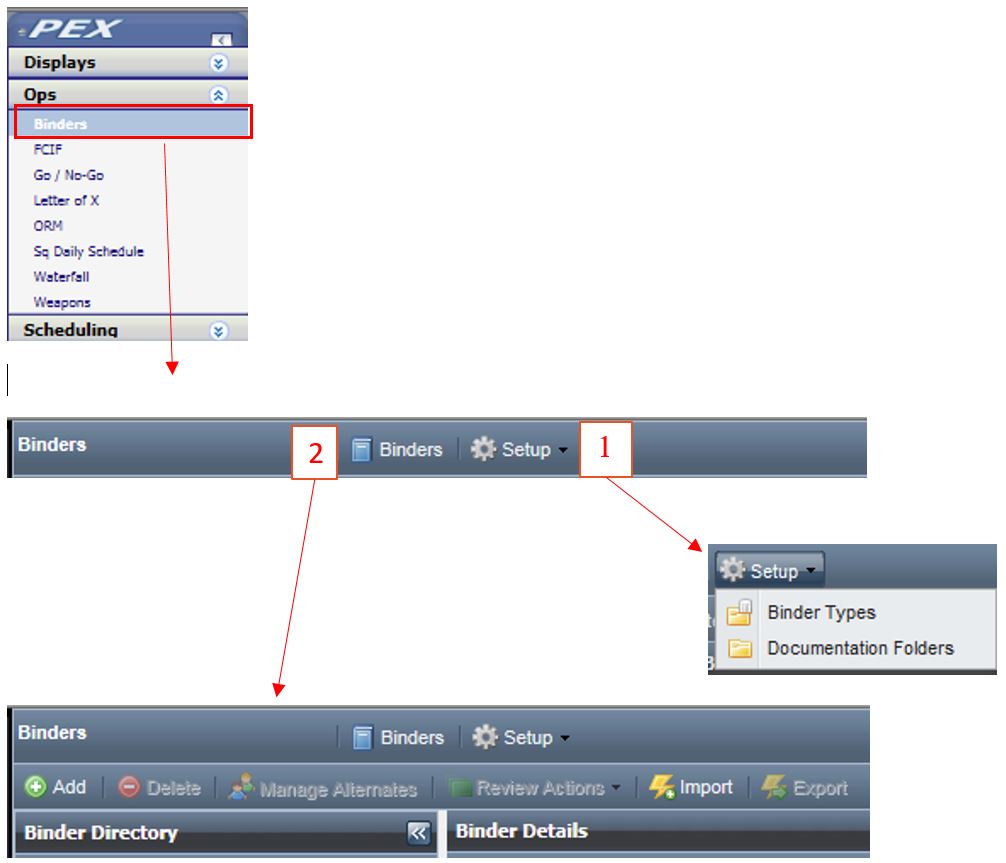 PEX
Displays
Ops
Binders
FCIF
Go / No-Go
Letter of X
ORM
Sq Daily Schedule
Waterfall
Weapons
Scheduling
Binders 2 Binders Setup 1
Setup
Binder Types
Documentation Folders
Binders Binders Setup
Add Delete Manage Alternates Review Actions Import Export
Binder Directory Binder Details